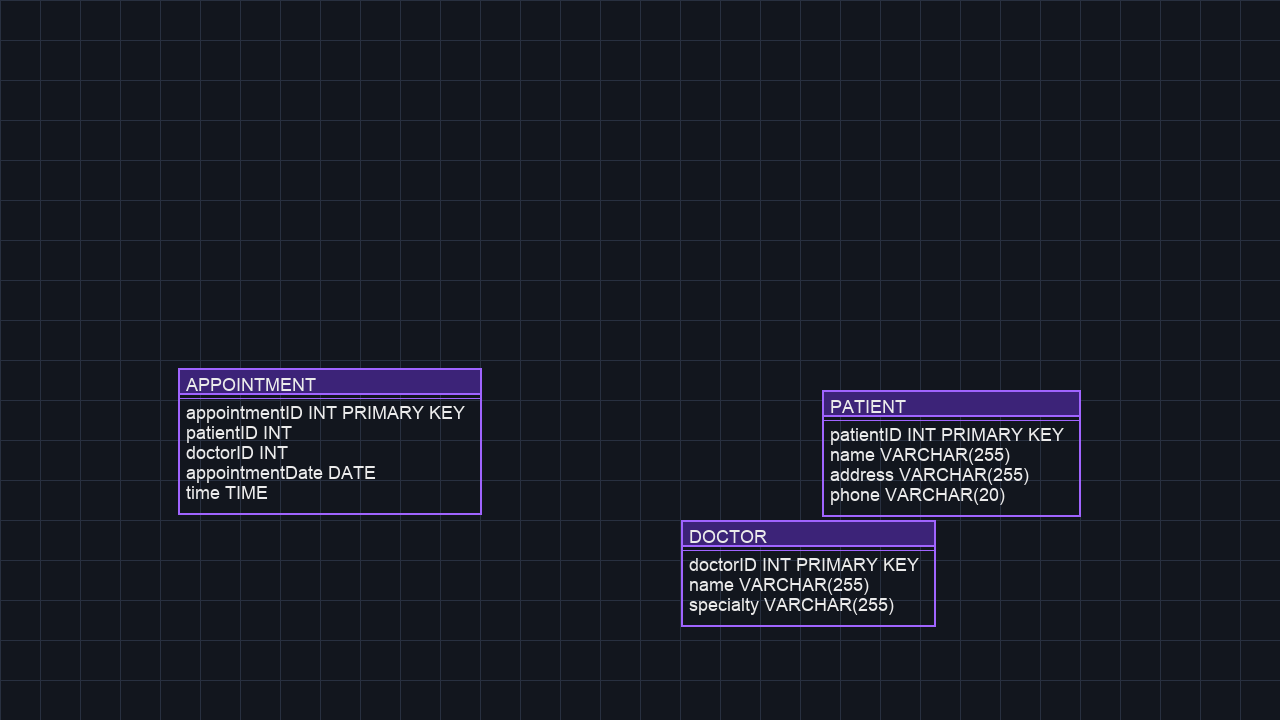 APPOINTMENT
appointmentID INT PRIMARY KEY
patientID INT
doctorID INT
appointmentDate DATE
time TIME
PATIENT
patientID INT PRIMARY KEY
name VARCHAR(255)
address VARCHAR(255)
phone VARCHAR(20)
DOCTOR
doctorID INT PRIMARY KEY
name VARCHAR(255)
specialty VARCHAR(255)